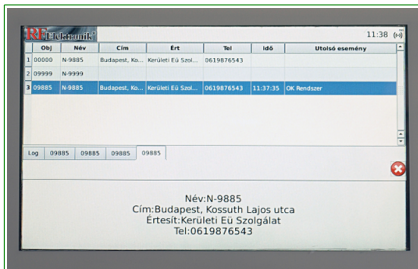 RF Elektronik! 11:38
Obj Név Cím Ért Tel Idő Utolsó esemény
1 00000 N-9885 Budapest, Ko... Kerületi Eü Szol... 0619876543
2 09999 N-9999
3 09885 N-9885 Budapest, Ko... Kerületi Eü Szol... 0619876543 11:37:35 OK Rendszer
Log 09885 09885 09885 09885
Név:N-9885
Cím:Budapest, Kossuth Lajos utca
Értesít:Kerületi Eü Szolgálat
Tel:0619876543